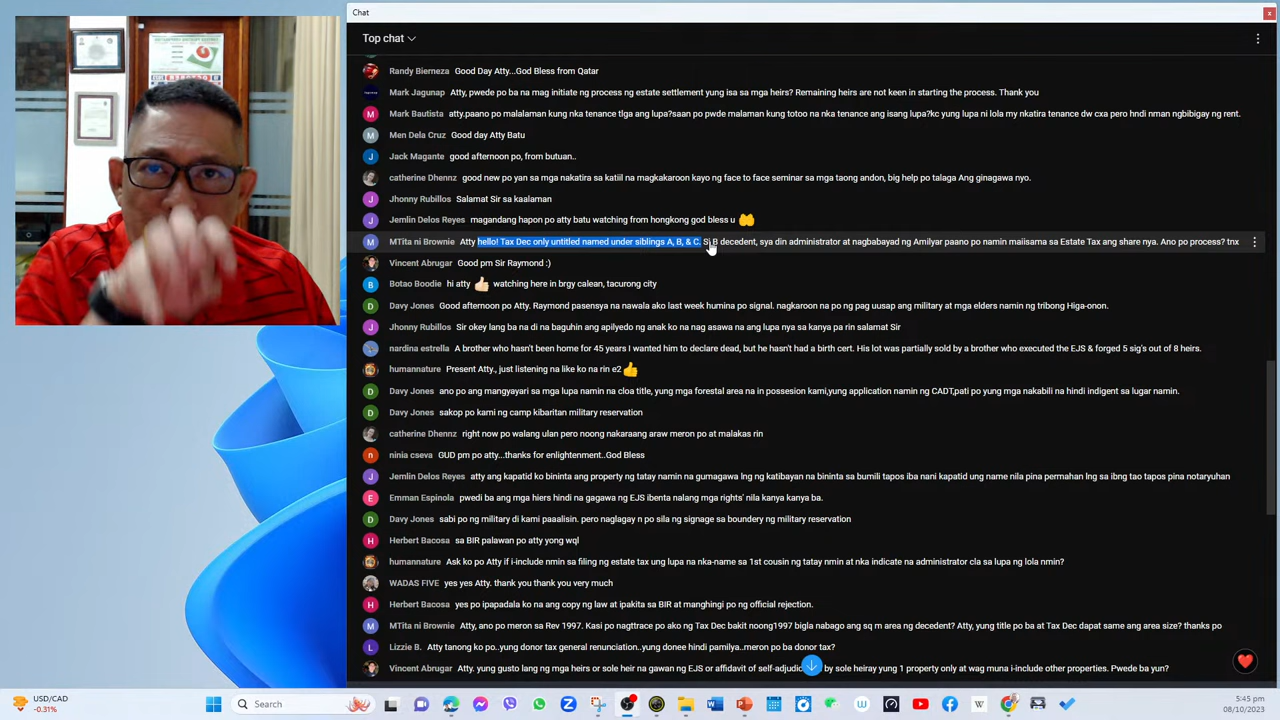 Chat
Top chat
Randy Bierneza Good Day Atty...God Bless from Qatar
Mark Jagunap Atty, pwede po ba na mag initiate ng process ng estate settlement yung isa sa mga heirs? Remaining heirs are not keen in starting the process. Thank you
Mark Bautista atty.paano po malalaman kung nka tenance tlga ang lupa?saan po pwde malaman kung totoo na nka tenance ang isang lupa?kc yung lupa ni lola my nkatira tenance dw cxa pero hndi nman ngbibigay ng rent.
Men Dela Cruz Good day Atty Batu
Jack Magante good afternoon po, from butuan..
catherine Dhennz good new po yan sa mga nakatira sa katiil na magkakaroon kayo ng face to face seminar sa mga taong andon, big help po talaga Ang ginagawa nyo.
Jhonny Rubillos Salamat Sir sa kaalaman
Jemlin Delos Reyes magandang hapon po atty batu watching from hongkong god bless u
MTita ni Brownie Atty hello! Tax Dec only untitled named under siblings A, B, & C. Si B decedent, sya din administrator at nagbabayad ng Amilyar paano po namin maiisama sa Estate Tax ang share nya. Ano po process? tnx
Vincent Abrugar Good pm Sir Raymond :)
Botao Boodie hi atty 👍 watching here in brgy calean, tacurong city
Davy Jones Good afternoon po Atty. Raymond pasensya na nawala ako last week humina po signal. nagkaroon na po ng pag uusap ang military at mga elders namin ng tribong Higa-onon.
Jhonny Rubillos Sir okey lang ba na di na baguhin ang apilyedo ng anak ko na nag asawa na ang lupa nya sa kanya pa rin salamat Sir
nardina estrella A brother who hasn't been home for 45 years I wanted him to declare dead, but he hasn't had a birth cert. His lot was partially sold by a brother who executed the EJS & forged 5 sig's out of 8 heirs.
humannature Present Atty., just listening na like ko na rin e2 👍
Davy Jones ano po ang mangyayari sa mga lupa namin na cloa title, yung mga forestal area na in possesion kami,yung application namin ng CADT,pati po yung mga nakabili na hindi indigent sa lugar namin.
Davy Jones sakop po kami ng camp kibaritan military reservation
catherine Dhennz right now po walang ulan pero noong nakaraang araw meron po at malakas rin
ninia cseva GUD pm po atty...thanks for enlightenment..God Bless
Jemlin Delos Reyes atty ang kapatid ko bininta ang property ng tatay namin na gumagawa lng ng katibayan na bininta sa bumili tapos iba nani kapatid ung name nila pina permahan lng sa ibng tao tapos pina notaryuhan
Emman Espinola pwedi ba ang mga hiers hindi na gagawa ng EJS ibenta nalang mga rights' nila kanya kanya ba.
Davy Jones sabi po ng military di kami paaalisin. pero naglagay n po sila ng signage sa boundery ng military reservation
Herbert Bacosa sa BIR palawan po atty yong wql
humannature Ask ko po Atty if i-include nmin sa filing ng estate tax ung lupa na nka-name sa 1st cousin ng tatay nmin at nka indicate na administrator cla sa lupa ng lola nmin?
WADAS FIVE yes yes Atty. thank you thank you very much
Herbert Bacosa yes po ipapadala ko na ang copy ng law at ipakita sa BIR at manghingi po ng official rejection.
MTita ni Brownie Atty, ano po meron sa Rev 1997. Kasi po nagttrace po ako ng Tax Dec bakit noong1997 bigla nabago ang sq m area ng decedent? Atty, yung title po ba at Tax Dec dapat same ang area size? thanks po
Lizzie B. Atty tanong ko po..yung donor tax general renunciation..yung donee hindi pamilya..meron po ba donor tax?
Vincent Abrugar Atty. yung gusto lang ng mga heirs or sole heir na gawan ng EJS or affidavit of self-adjudic by sole heiray yung 1 property only at wag muna i-include other properties. Pwede ba yun?
USD/CAD
-0.31%
Search
5:45 pm
08/10/2023